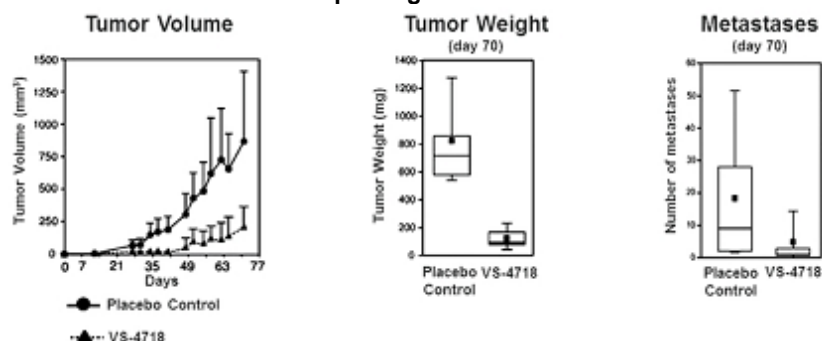 Tumor Volume
Tumor Volume (mm³)
1500
1250
1000
750
500
250
0
0 7 21 35 49 63 77
Days
Placebo Control
VS-4718
Tumor Weight
(day 70)
Tumor Weight (mg)
1400
1200
1000
800
600
400
200
0
Placebo VS-4718
Control
Metastases
(day 70)
Number of metastases
60
50
40
30
20
10
0
Placebo VS-4718
Control